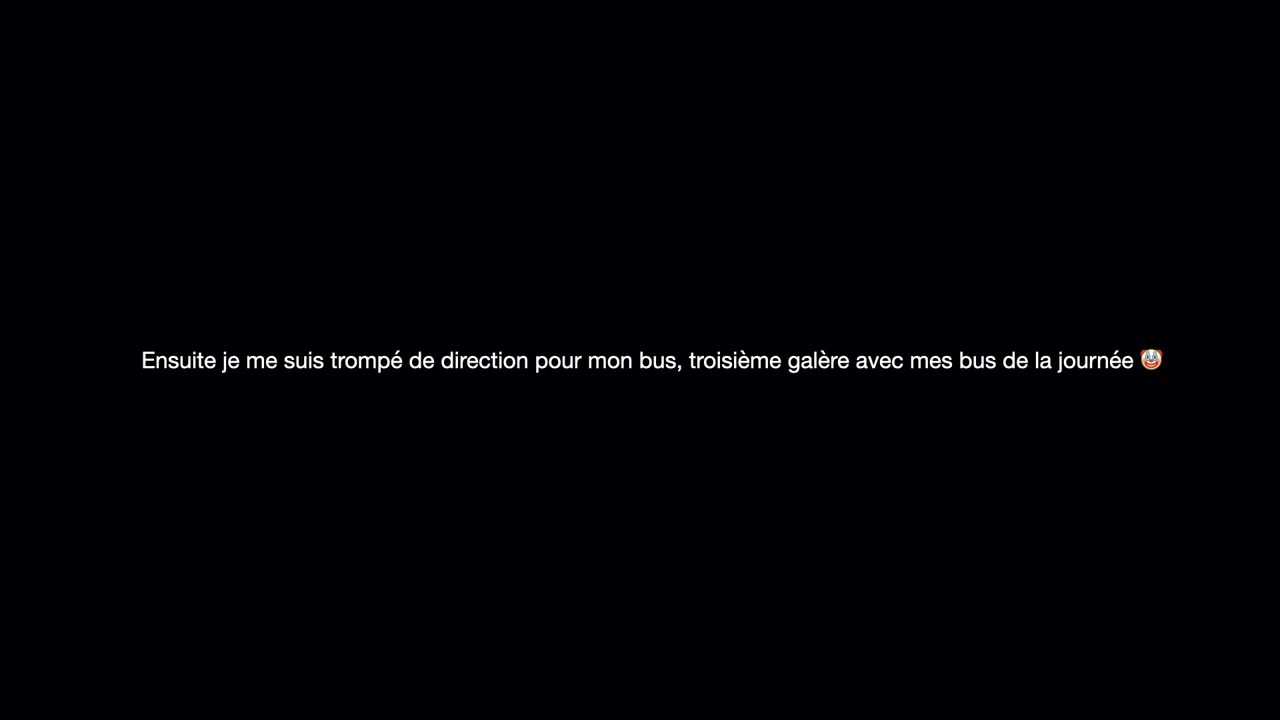 Ensuite je me suis trompé de direction pour mon bus, troisième galère avec mes bus de la journée 🤡